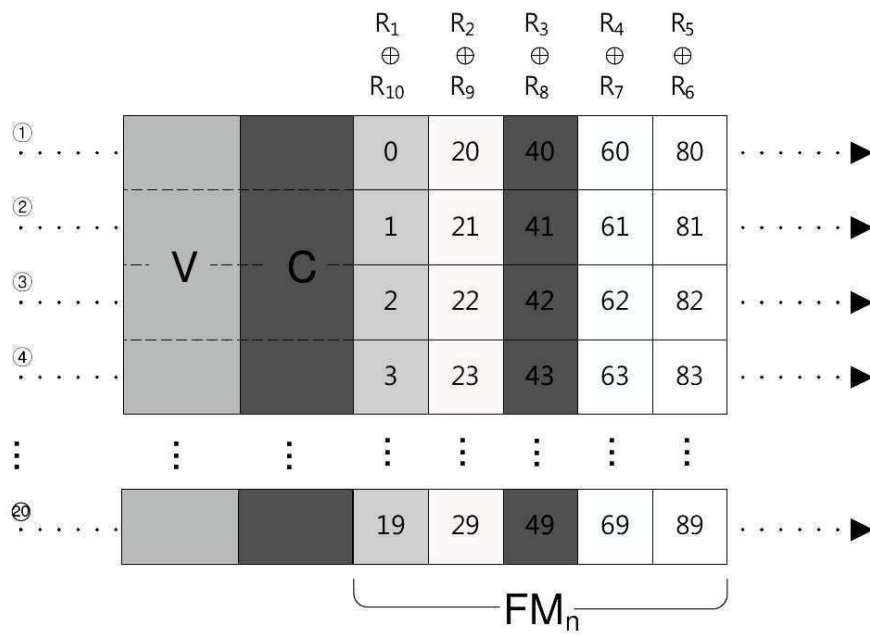 R1 R2 R3 R4 R5
⊕ ⊕ ⊕ ⊕ ⊕
R10 R9 R8 R7 R6
① 0 20 40 60 80
② 1 21 41 61 81
V C
③ 2 22 42 62 82
④ 3 23 43 63 83
⋮ ⋮ ⋮ ⋮ ⋮ ⋮ ⋮ ⋮
⑳ 19 29 49 69 89
FMn